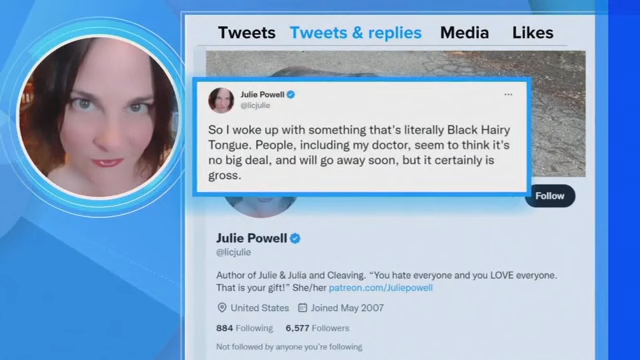 Tweets Tweets & replies Media Likes
Julie Powell
@licjulie
So I woke up with something that's literally Black Hairy
Tongue. People, including my doctor, seem to think it's
no big deal, and will go away soon, but it certainly is
gross.
Follow
Julie Powell
@licjulie
Author of Julie & Julia and Cleaving. "You hate everyone and you LOVE everyone.
That is your gift!" She/her patreon.com/Juliepowell
United States Joined May 2007
884 Following 6,577 Followers
Not followed by anyone you're following